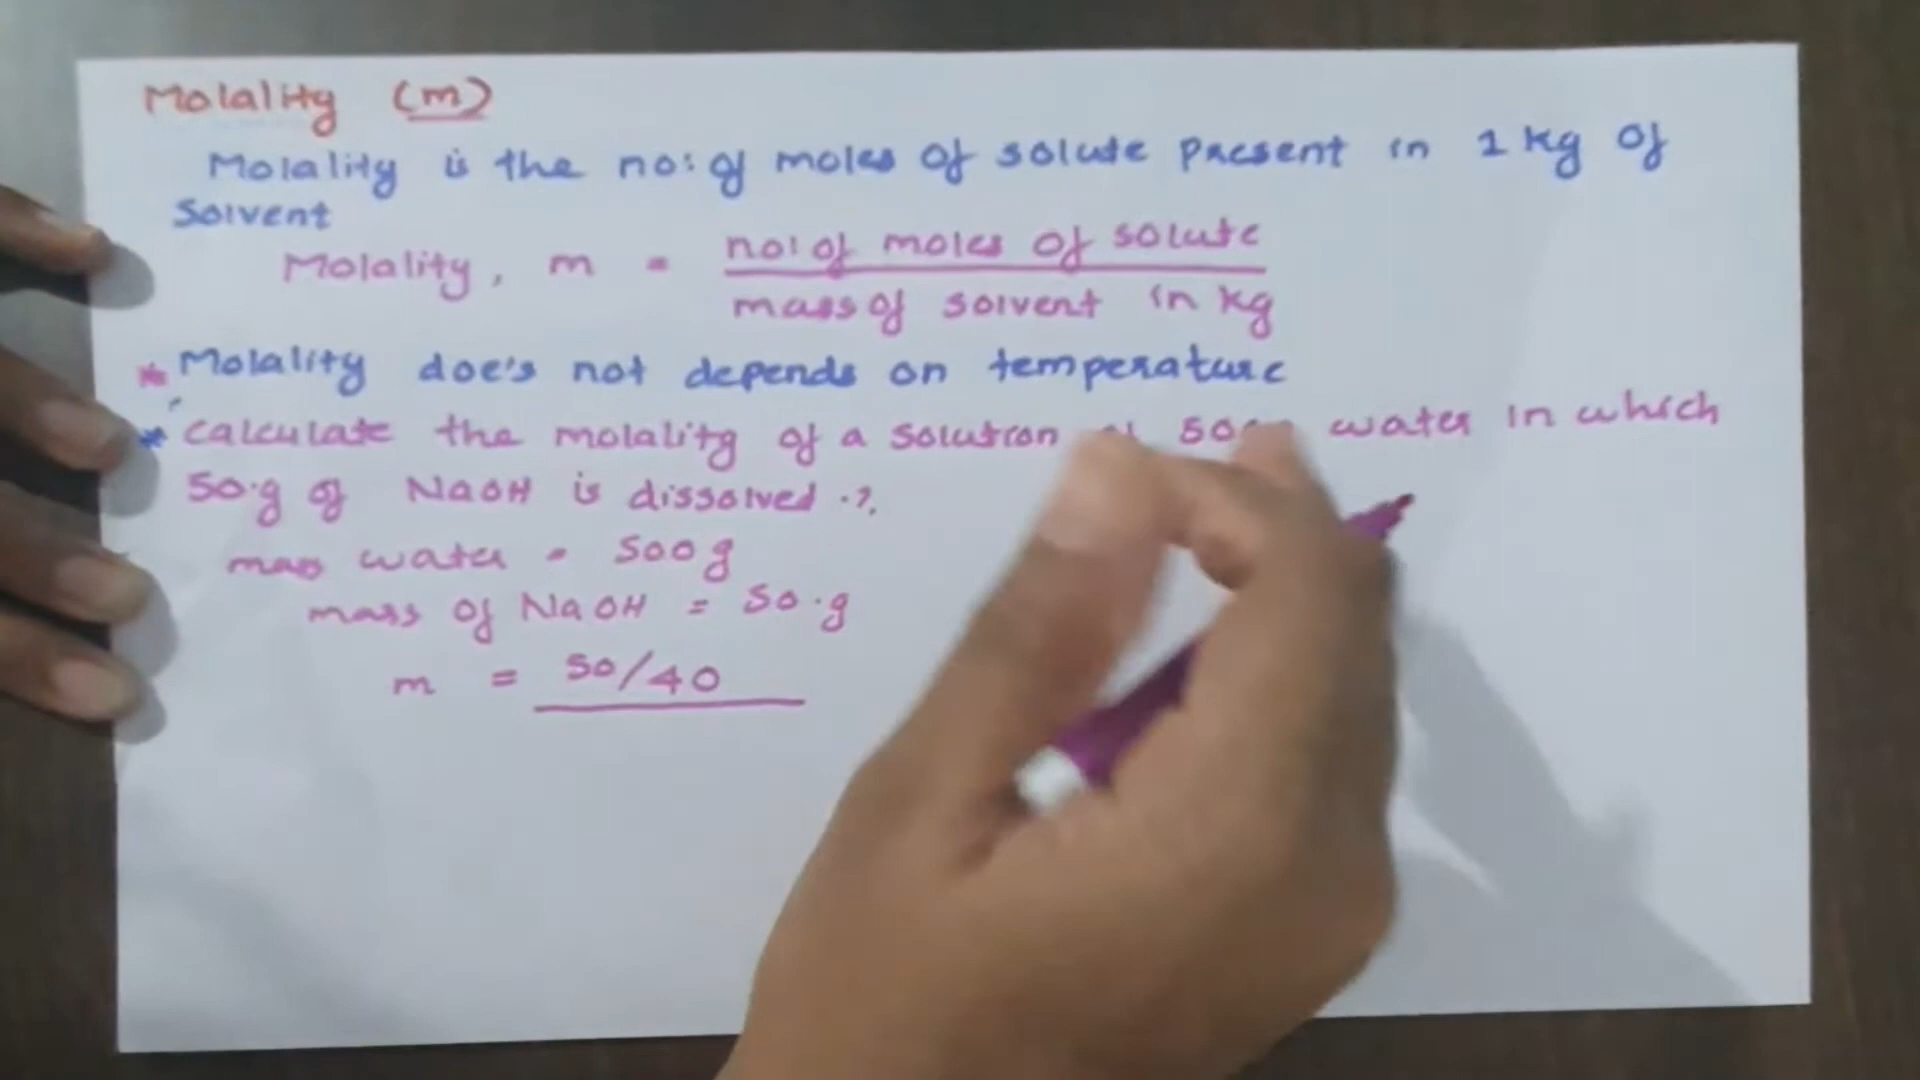 Molality (m)
Molality is the no: of moles of solute present in 1 kg of
solvent
Molality, m = no: of moles of solute
mass of solvent in kg
* Molality doe's not depends on temperature
* calculate the molality of a solution water in which
50.g of NaOH is dissolved .?.
mass water = 500g
mass of NaOH = 50.g
m = 50/40